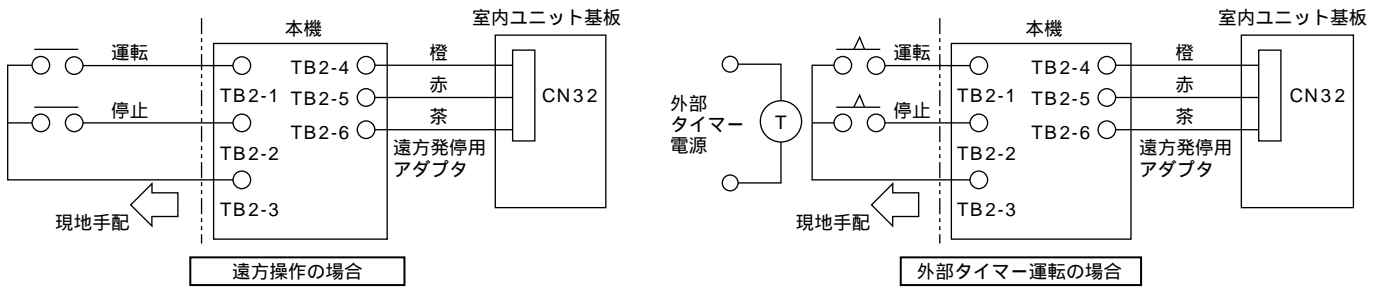 室内ユニット基板
本機
運転
橙
TB2-4
赤
TB2-1
TB2-5
CN32
停止
茶
TB2-6
TB2-2
遠方発停用
アダプタ
TB2-3
現地手配
遠方操作の場合
室内ユニット基板
本機
運転
橙
TB2-4
赤
外部
タイマー
電源
T
TB2-1
TB2-5
CN32
停止
茶
TB2-6
TB2-2
遠方発停用
アダプタ
TB2-3
現地手配
外部タイマー運転の場合